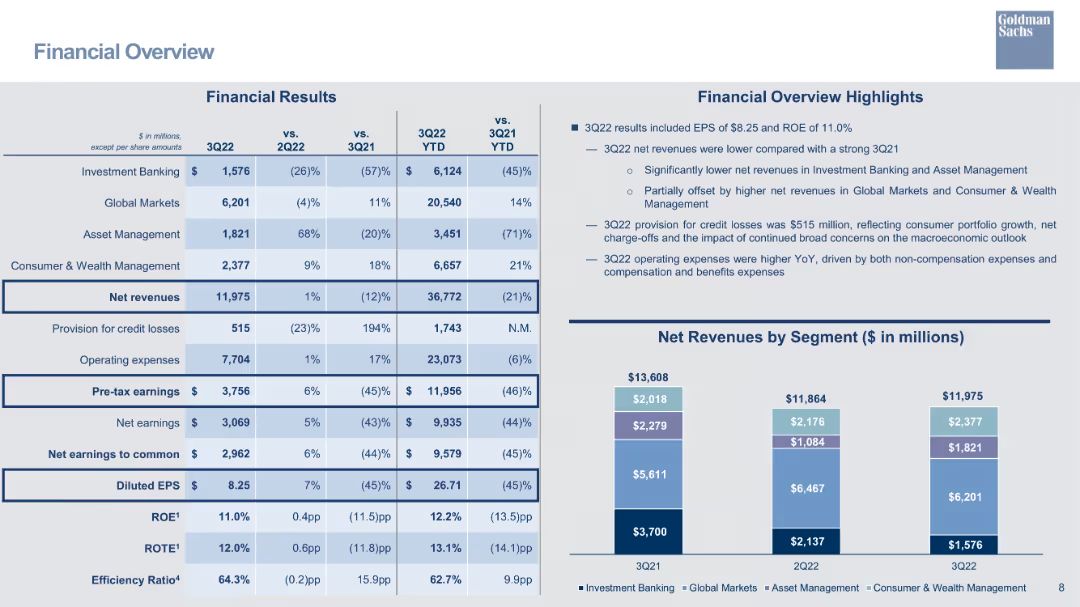 Goldman
Sachs
Financial Overview
Financial Results
$ in millions,
except per share amounts
3Q22
vs.
2Q22
vs.
3Q21
3Q22
YTD
vs.
3Q21
YTD
Investment Banking $ 1,576 (26)% (57)% $ 6,124 (45)%
Global Markets 6,201 (4)% 11% 20,540 14%
Asset Management 1,821 68% (20)% 3,451 (71)%
Consumer & Wealth Management 2,377 9% 18% 6,657 21%
Net revenues 11,975 1% (12)% 36,772 (21)%
Provision for credit losses 515 (23)% 194% 1,743 N.M.
Operating expenses 7,704 1% 17% 23,073 (6)%
Pre-tax earnings $ 3,756 6% (45)% $ 11,956 (46)%
Net earnings $ 3,069 5% (43)% $ 9,935 (44)%
Net earnings to common $ 2,962 6% (44)% $ 9,579 (45)%
Diluted EPS $ 8.25 7% (45)% $ 26.71 (45)%
ROE¹ 11.0% 0.4pp (11.5)pp 12.2% (13.5)pp
ROTE¹ 12.0% 0.6pp (11.8)pp 13.1% (14.1)pp
Efficiency Ratio⁴ 64.3% (0.2)pp 15.9pp 62.7% 9.9pp
Financial Overview Highlights
■ 3Q22 results included EPS of $8.25 and ROE of 11.0%
— 3Q22 net revenues were lower compared with a strong 3Q21
○ Significantly lower net revenues in Investment Banking and Asset Management
○ Partially offset by higher net revenues in Global Markets and Consumer & Wealth
Management
— 3Q22 provision for credit losses was $515 million, reflecting consumer portfolio growth, net
charge-offs and the impact of continued broad concerns on the macroeconomic outlook
— 3Q22 operating expenses were higher YoY, driven by both non-compensation expenses and
compensation and benefits expenses
Net Revenues by Segment ($ in millions)
$13,608
$2,018
$2,279
$5,611
$3,700
3Q21
$11,864
$2,176
$1,084
$6,467
$2,137
2Q22
$11,975
$2,377
$1,821
$6,201
$1,576
3Q22
■ Investment Banking ■ Global Markets ■ Asset Management ■ Consumer & Wealth Management
8